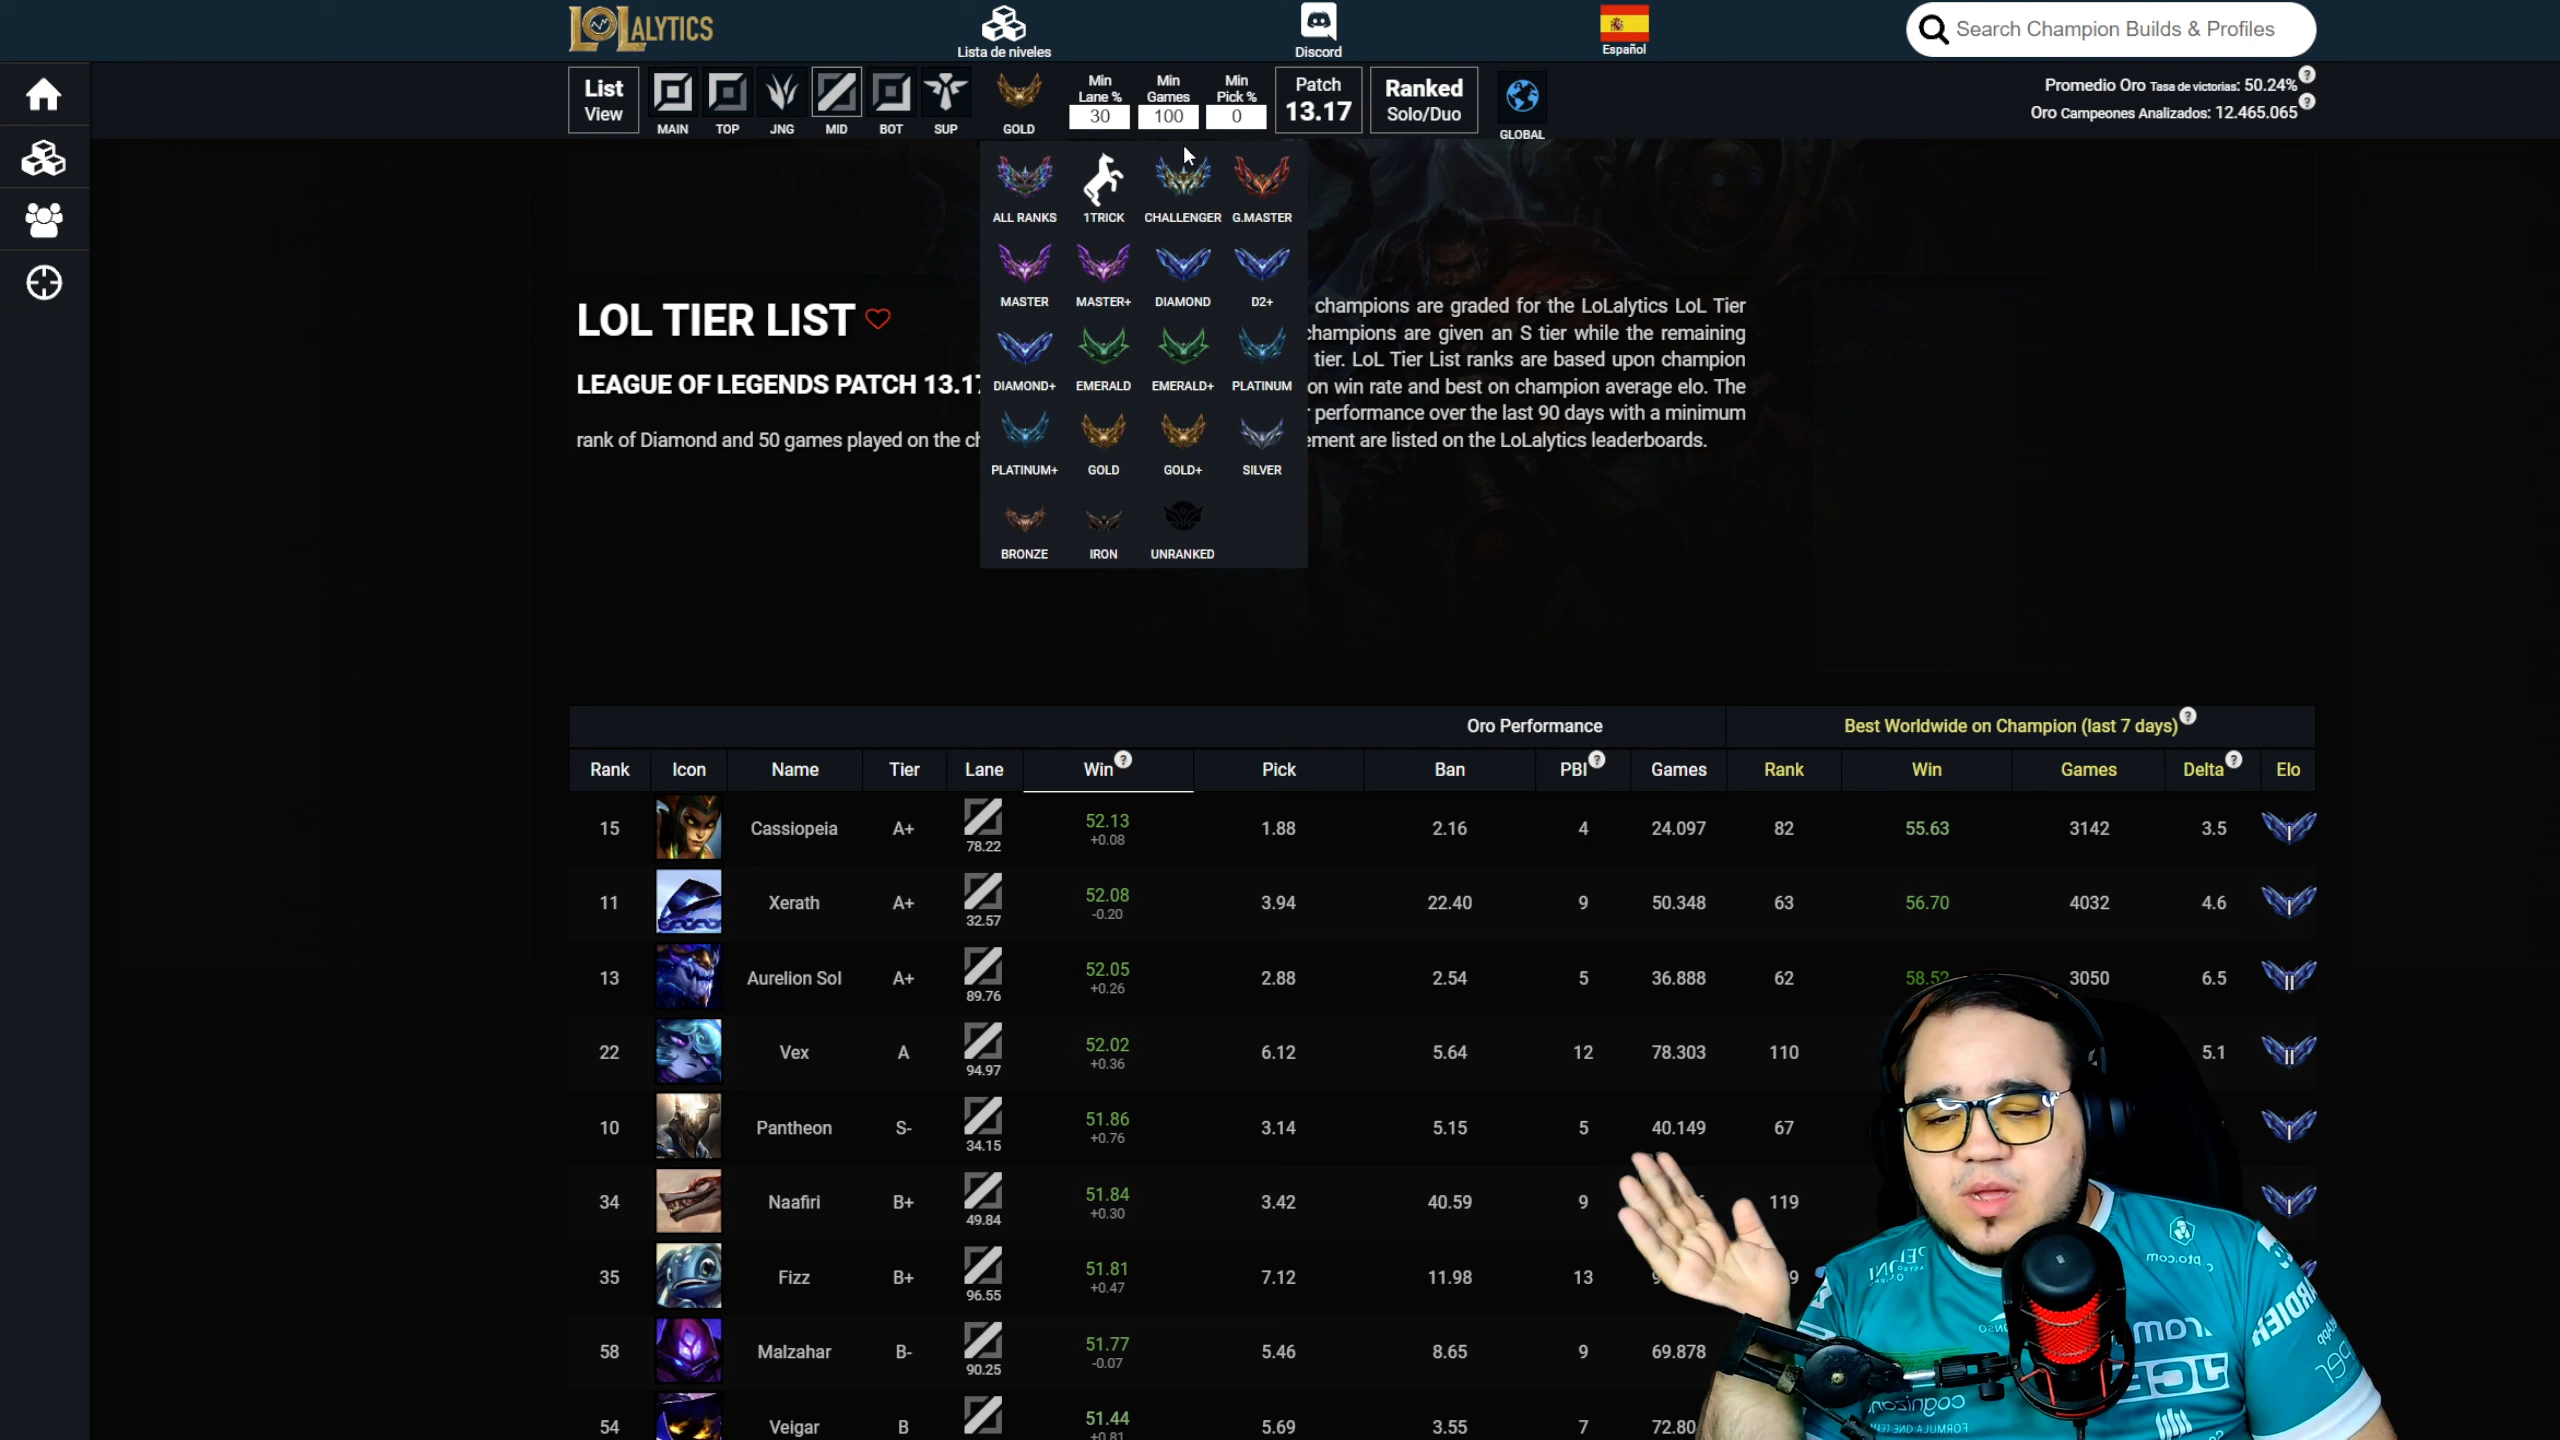 LOLALYTICS
Lista de niveles
Discord
Español
Search Champion Builds & Profiles
List View
MAIN TOP JNG MID BOT SUP
GOLD
Min Lane %
30
Min Games
100
Min Pick %
0
Patch
13.17
Ranked
Solo/Duo
GLOBAL
Promedio Oro Tasa de victorias: 50.24% ?
Oro Campeones Analizados: 12.465.065 ?
ALL RANKS 1TRICK CHALLENGER G.MASTER
MASTER MASTER+ DIAMOND D2+
DIAMOND+ EMERALD EMERALD+ PLATINUM
PLATINUM+ GOLD GOLD+ SILVER
BRONZE IRON UNRANKED
LOL TIER LIST
LEAGUE OF LEGENDS PATCH 13.17
rank of Diamond and 50 games played on the
champions are graded for the LoLalytics LoL Tier
champions are given an S tier while the remaining
tier. LoL Tier List ranks are based upon champion
on win rate and best on champion average elo. The
performance over the last 90 days with a minimum
are listed on the LoLalytics leaderboards.
Oro Performance Best Worldwide on Champion (last 7 days) ?
Rank Icon Name Tier Lane Win ? Pick Ban PBI ? Games Rank Win Games Delta ? Elo
15 Cassiopeia A+ 78.22 52.13 +0.08 1.88 2.16 4 24.097 82 55.63 3142 3.5 I
11 Xerath A+ 32.57 52.08 -0.20 3.94 22.40 9 50.348 63 56.70 4032 4.6 I
13 Aurelion Sol A+ 89.76 52.05 +0.26 2.88 2.54 5 36.888 62 58.52 3050 6.5 II
22 Vex A 94.97 52.02 +0.36 6.12 5.64 12 78.303 110 5.1 II
10 Pantheon S- 34.15 51.86 +0.76 3.14 5.15 5 40.149 67 I
34 Naafiri B+ 49.84 51.84 +0.30 3.42 40.59 9 119 I
35 Fizz B+ 96.55 51.81 +0.47 7.12 11.98 13
58 Malzahar B- 90.25 51.77 -0.07 5.46 8.65 9 69.878
54 Veigar B 51.44 +0.81 5.69 3.55 7 72.80